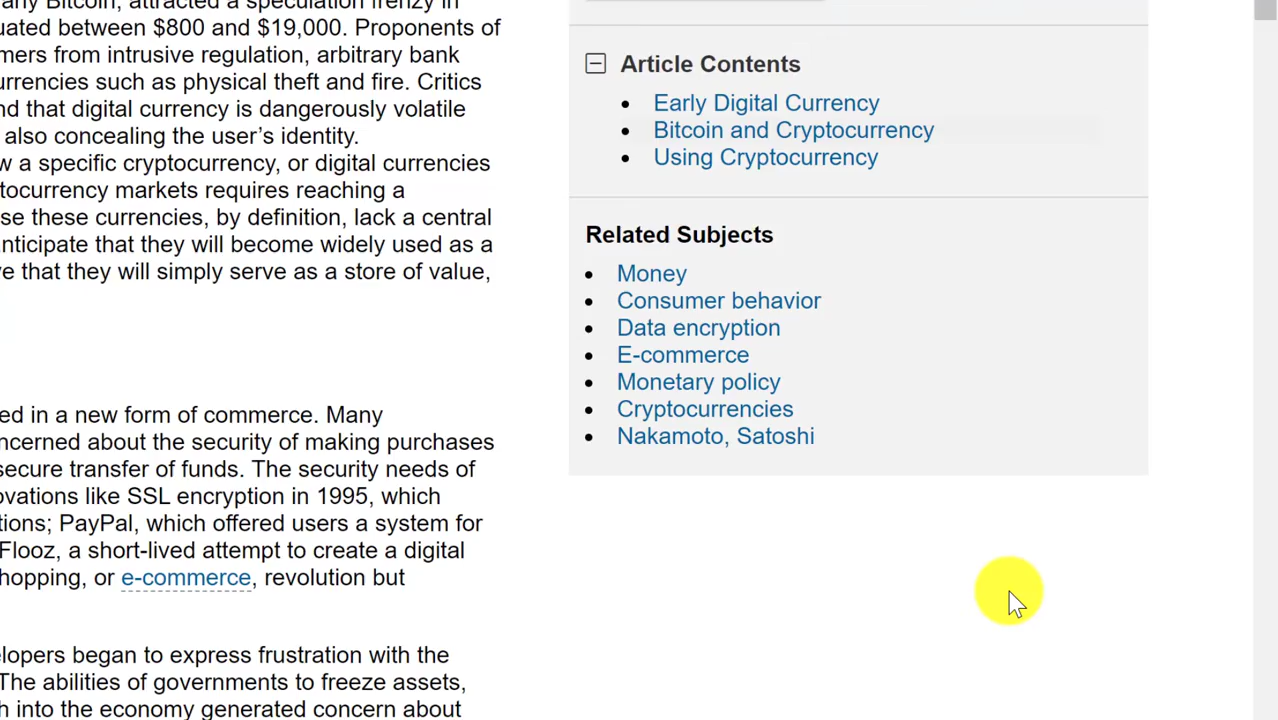 any Bitcoin, attracted a speculation frenzy in
uated between $800 and $19,000. Proponents of
mers from intrusive regulation, arbitrary bank
urrencies such as physical theft and fire. Critics
nd that digital currency is dangerously volatile
also concealing the user’s identity.
w a specific cryptocurrency, or digital currencies
ptocurrency markets requires reaching a
se these currencies, by definition, lack a central
anticipate that they will become widely used as a
ve that they will simply serve as a store of value,
ed in a new form of commerce. Many
ncerned about the security of making purchases
secure transfer of funds. The security needs of
ovations like SSL encryption in 1995, which
tions; PayPal, which offered users a system for
Flooz, a short-lived attempt to create a digital
hopping, or e-commerce, revolution but
elopers began to express frustration with the
The abilities of governments to freeze assets,
h into the economy generated concern about
Article Contents
• Early Digital Currency
• Bitcoin and Cryptocurrency
• Using Cryptocurrency
Related Subjects
• Money
• Consumer behavior
• Data encryption
• E-commerce
• Monetary policy
• Cryptocurrencies
• Nakamoto, Satoshi